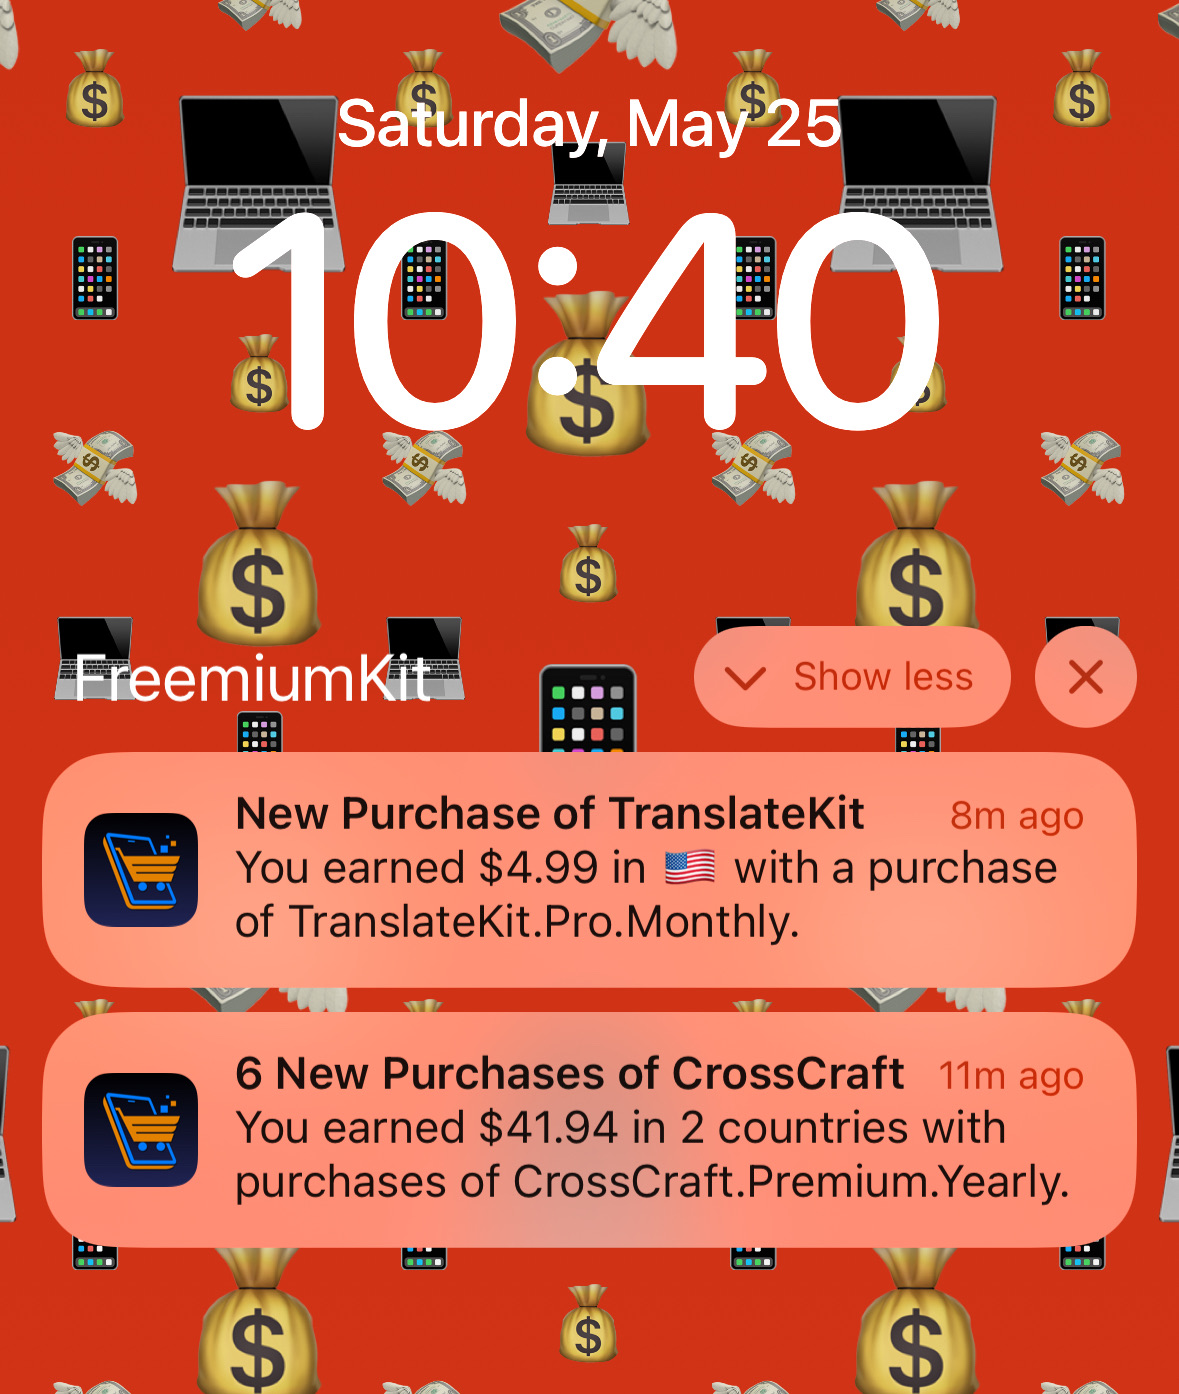 Saturday, May 25
10:40
FreemiumKit
Show less
New Purchase of TranslateKit
8m ago
You earned $4.99 in 🇺🇸 with a purchase
of TranslateKit.Pro.Monthly.
6 New Purchases of CrossCraft
11m ago
You earned $41.94 in 2 countries with
purchases of CrossCraft.Premium.Yearly.